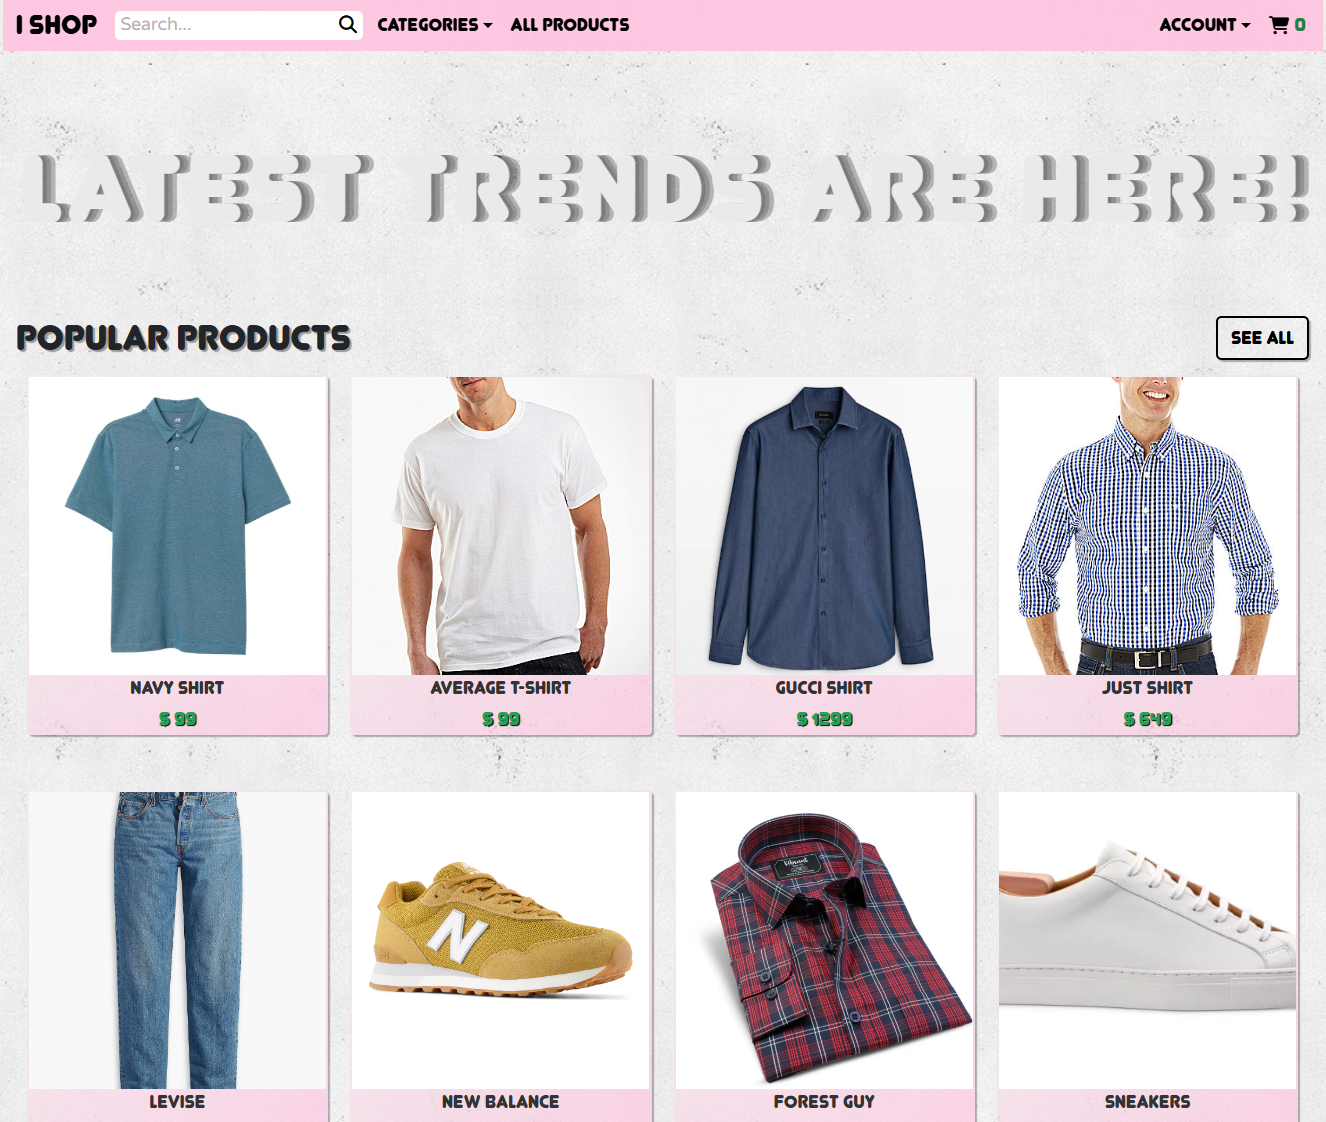 I SHOP
Search...
CATEGORIES
ALL PRODUCTS
ACCOUNT
0
LATEST TRENDS ARE HERE!
POPULAR PRODUCTS
SEE ALL
NAVY SHIRT
$ 99
AVERAGE T-SHIRT
$ 99
GUCCI SHIRT
$ 1299
JUST SHIRT
$ 649
N
LEVISE
NEW BALANCE
FOREST GUY
SNEAKERS